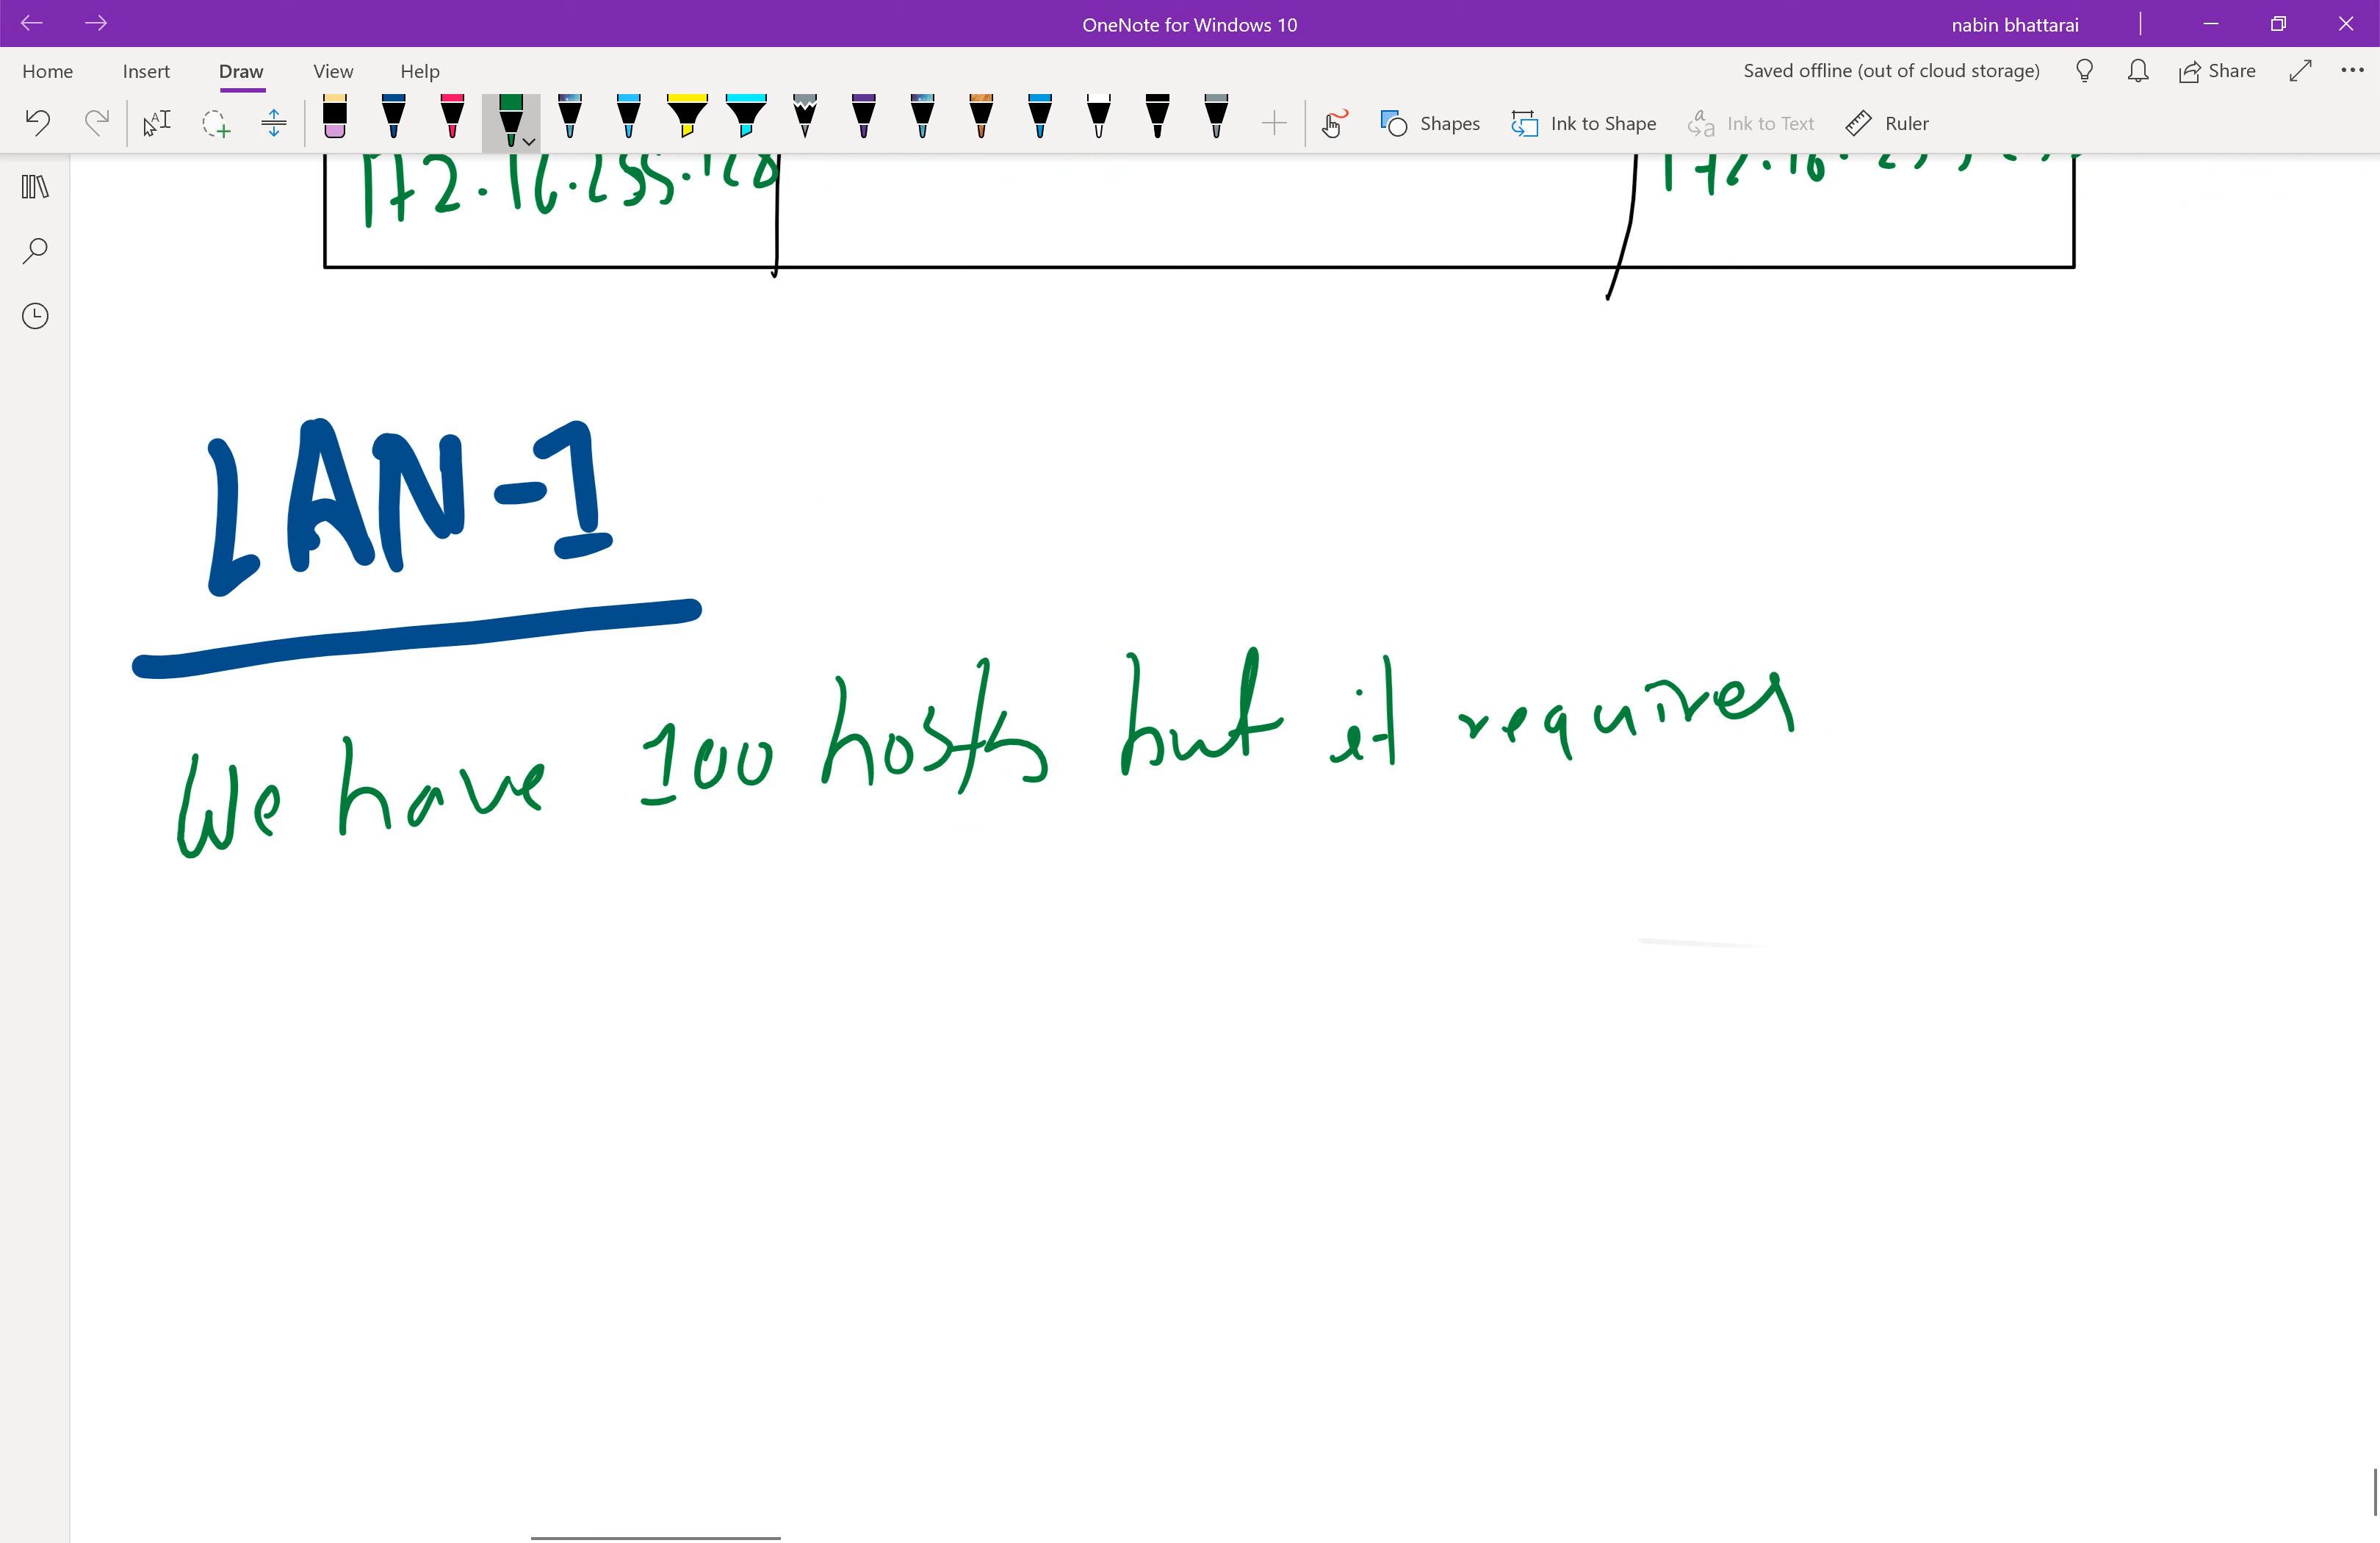 OneNote for Windows 10
nabin bhattarai
Home Insert Draw View Help
Saved offline (out of cloud storage) Share
Shapes Ink to Shape Ink to Text Ruler
172.16.255.128
LAN-1
We have 100 hosts but it requires